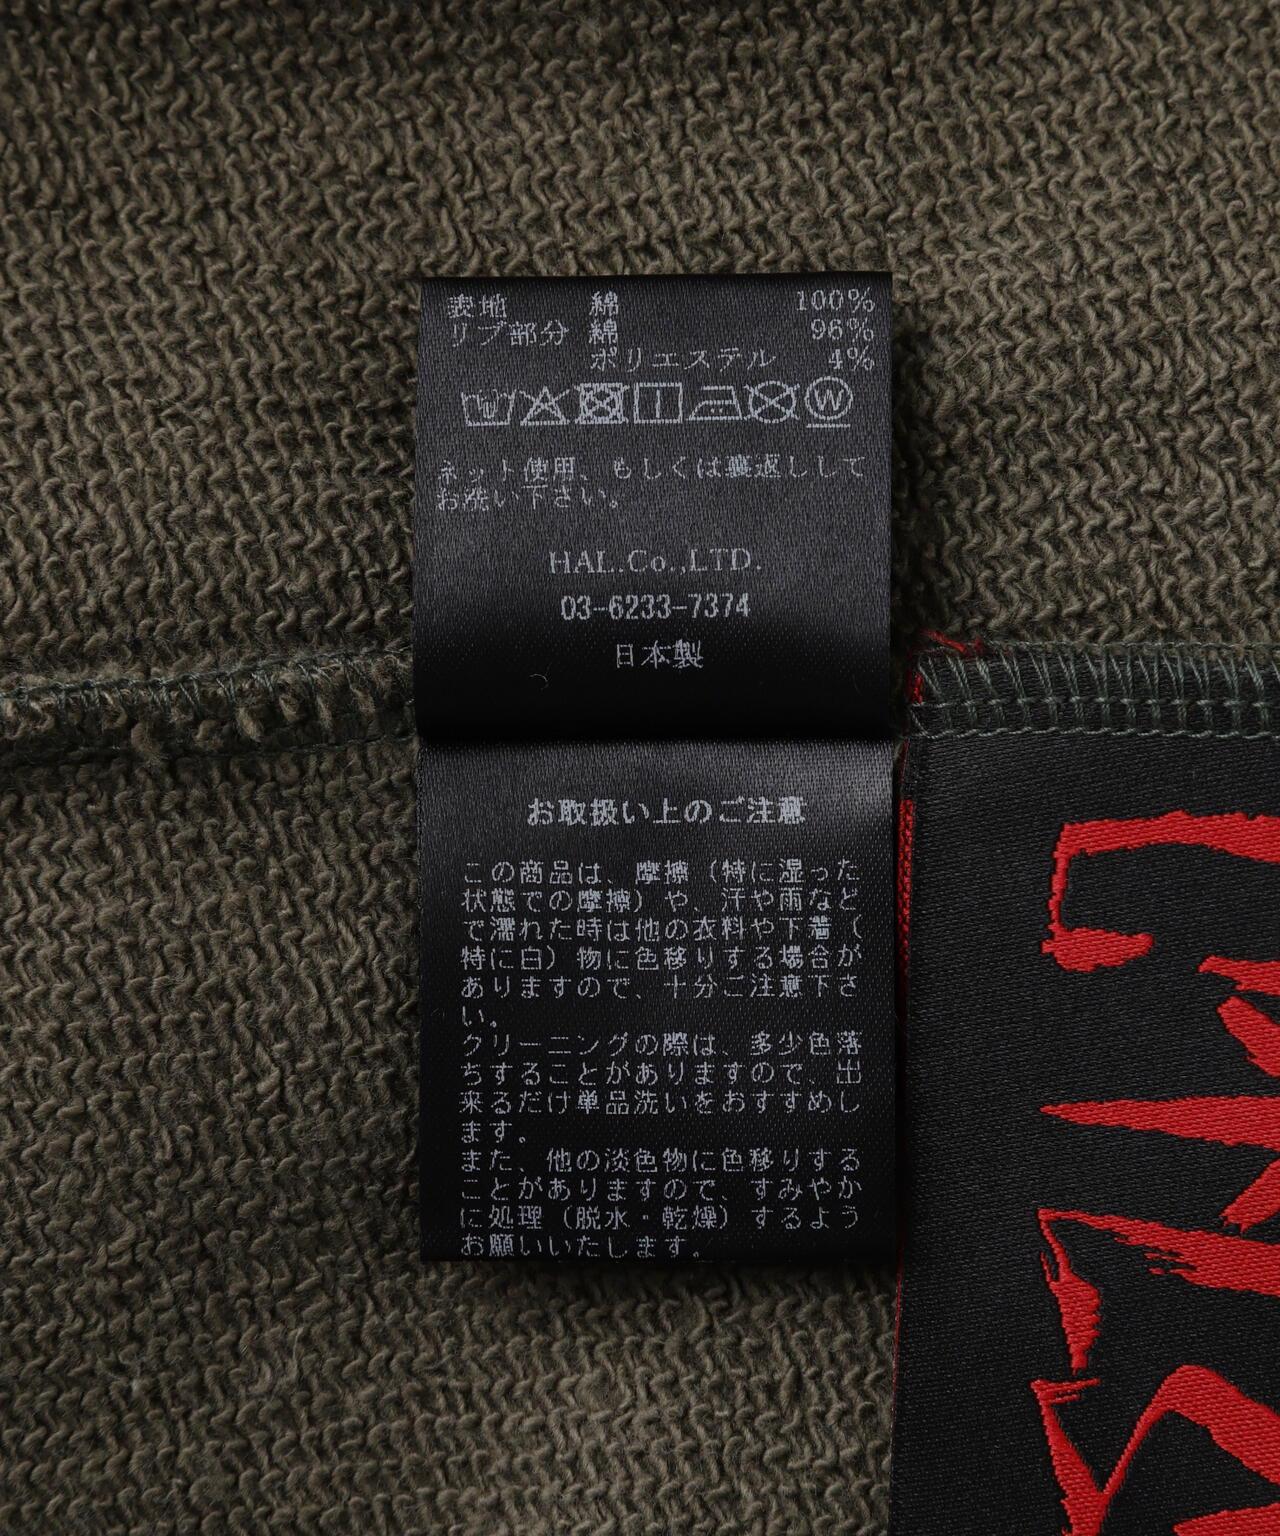 表地 綿 100%
リブ部分 綿 96%
ポリエステル 4%
W
ネット使用、もしくは裏返しして
お洗い下さい。
HAL.Co.,LTD.
03-6233-7374
日本製
お取扱い上のご注意
この商品は、摩擦（特に湿った
状態での摩擦）や、汗や雨など
で濡れた時は他の衣料や下着（
特に白）物に色移りする場合が
ありますので、十分ご注意下さ
い。
クリーニングの際は、多少色落
ちすることがありますので、出
来るだけ単品洗いをおすすめし
ます。
また、他の淡色物に色移りする
ことがありますので、すみやか
に処理（脱水・乾燥）するよう
お願いいたします。